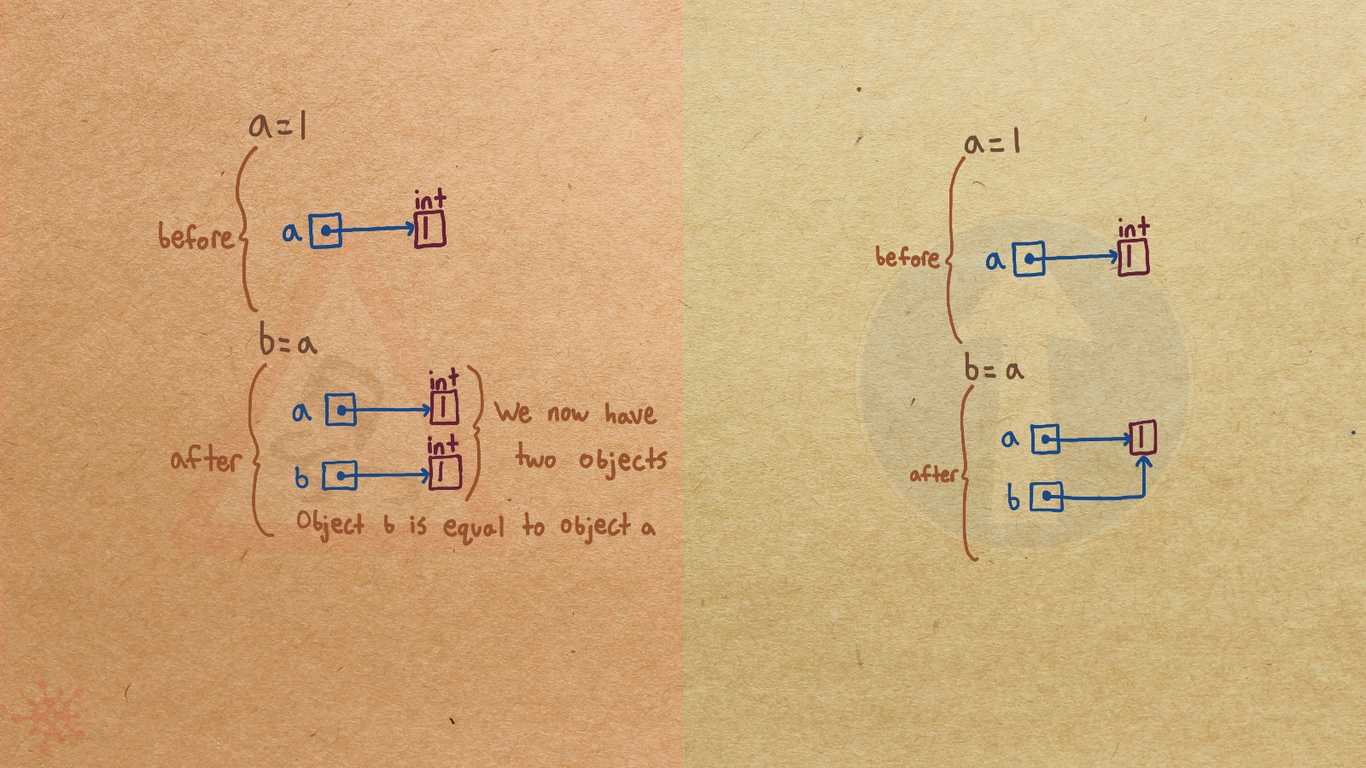 a=1
int
before
a
1
b=a
int
a
1
We now have
two objects
int
after
b
1
Object b is equal to object a
a=1
int
before
a
1
b=a
a
1
after
b